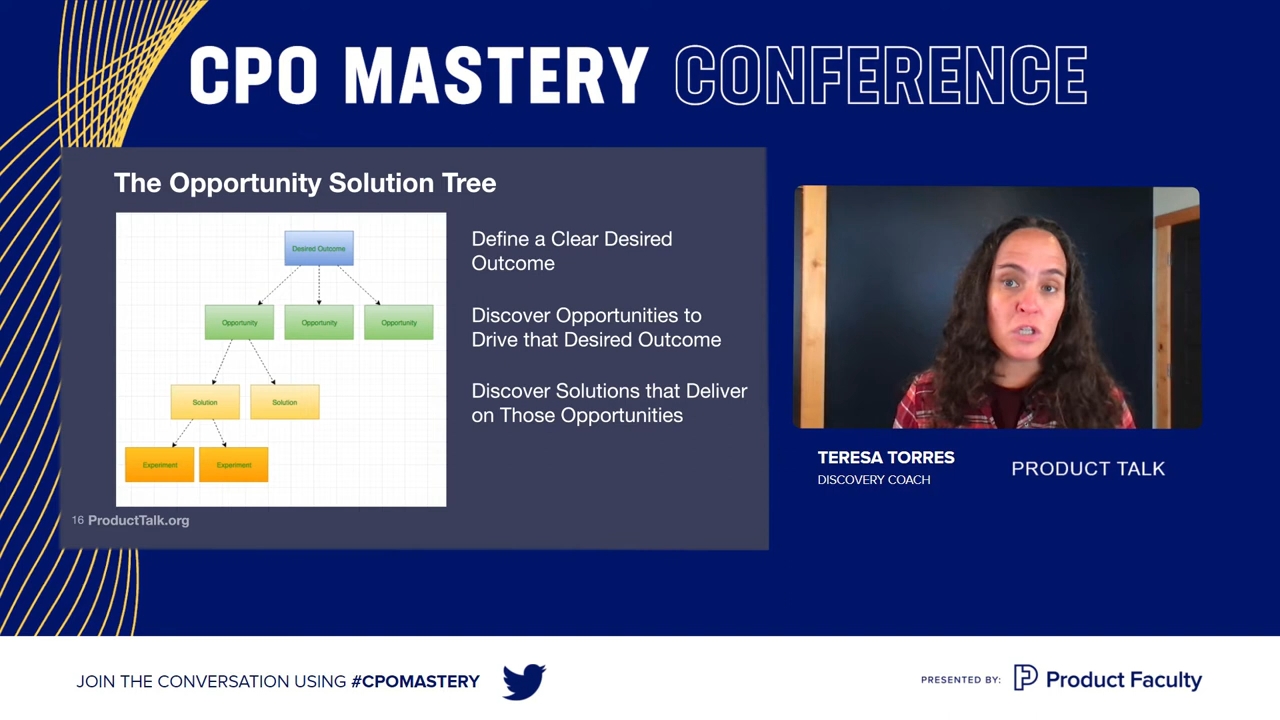 CPO MASTERY CONFERENCE
The Opportunity Solution Tree
Desired Outcome
Opportunity
Opportunity
Opportunity
Solution
Solution
Experiment
Experiment
Define a Clear Desired
Outcome
Discover Opportunities to
Drive that Desired Outcome
Discover Solutions that Deliver
on Those Opportunities
16 ProductTalk.org
TERESA TORRES
DISCOVERY COACH
PRODUCT TALK
JOIN THE CONVERSATION USING #CPOMASTERY
PRESENTED BY: Product Faculty